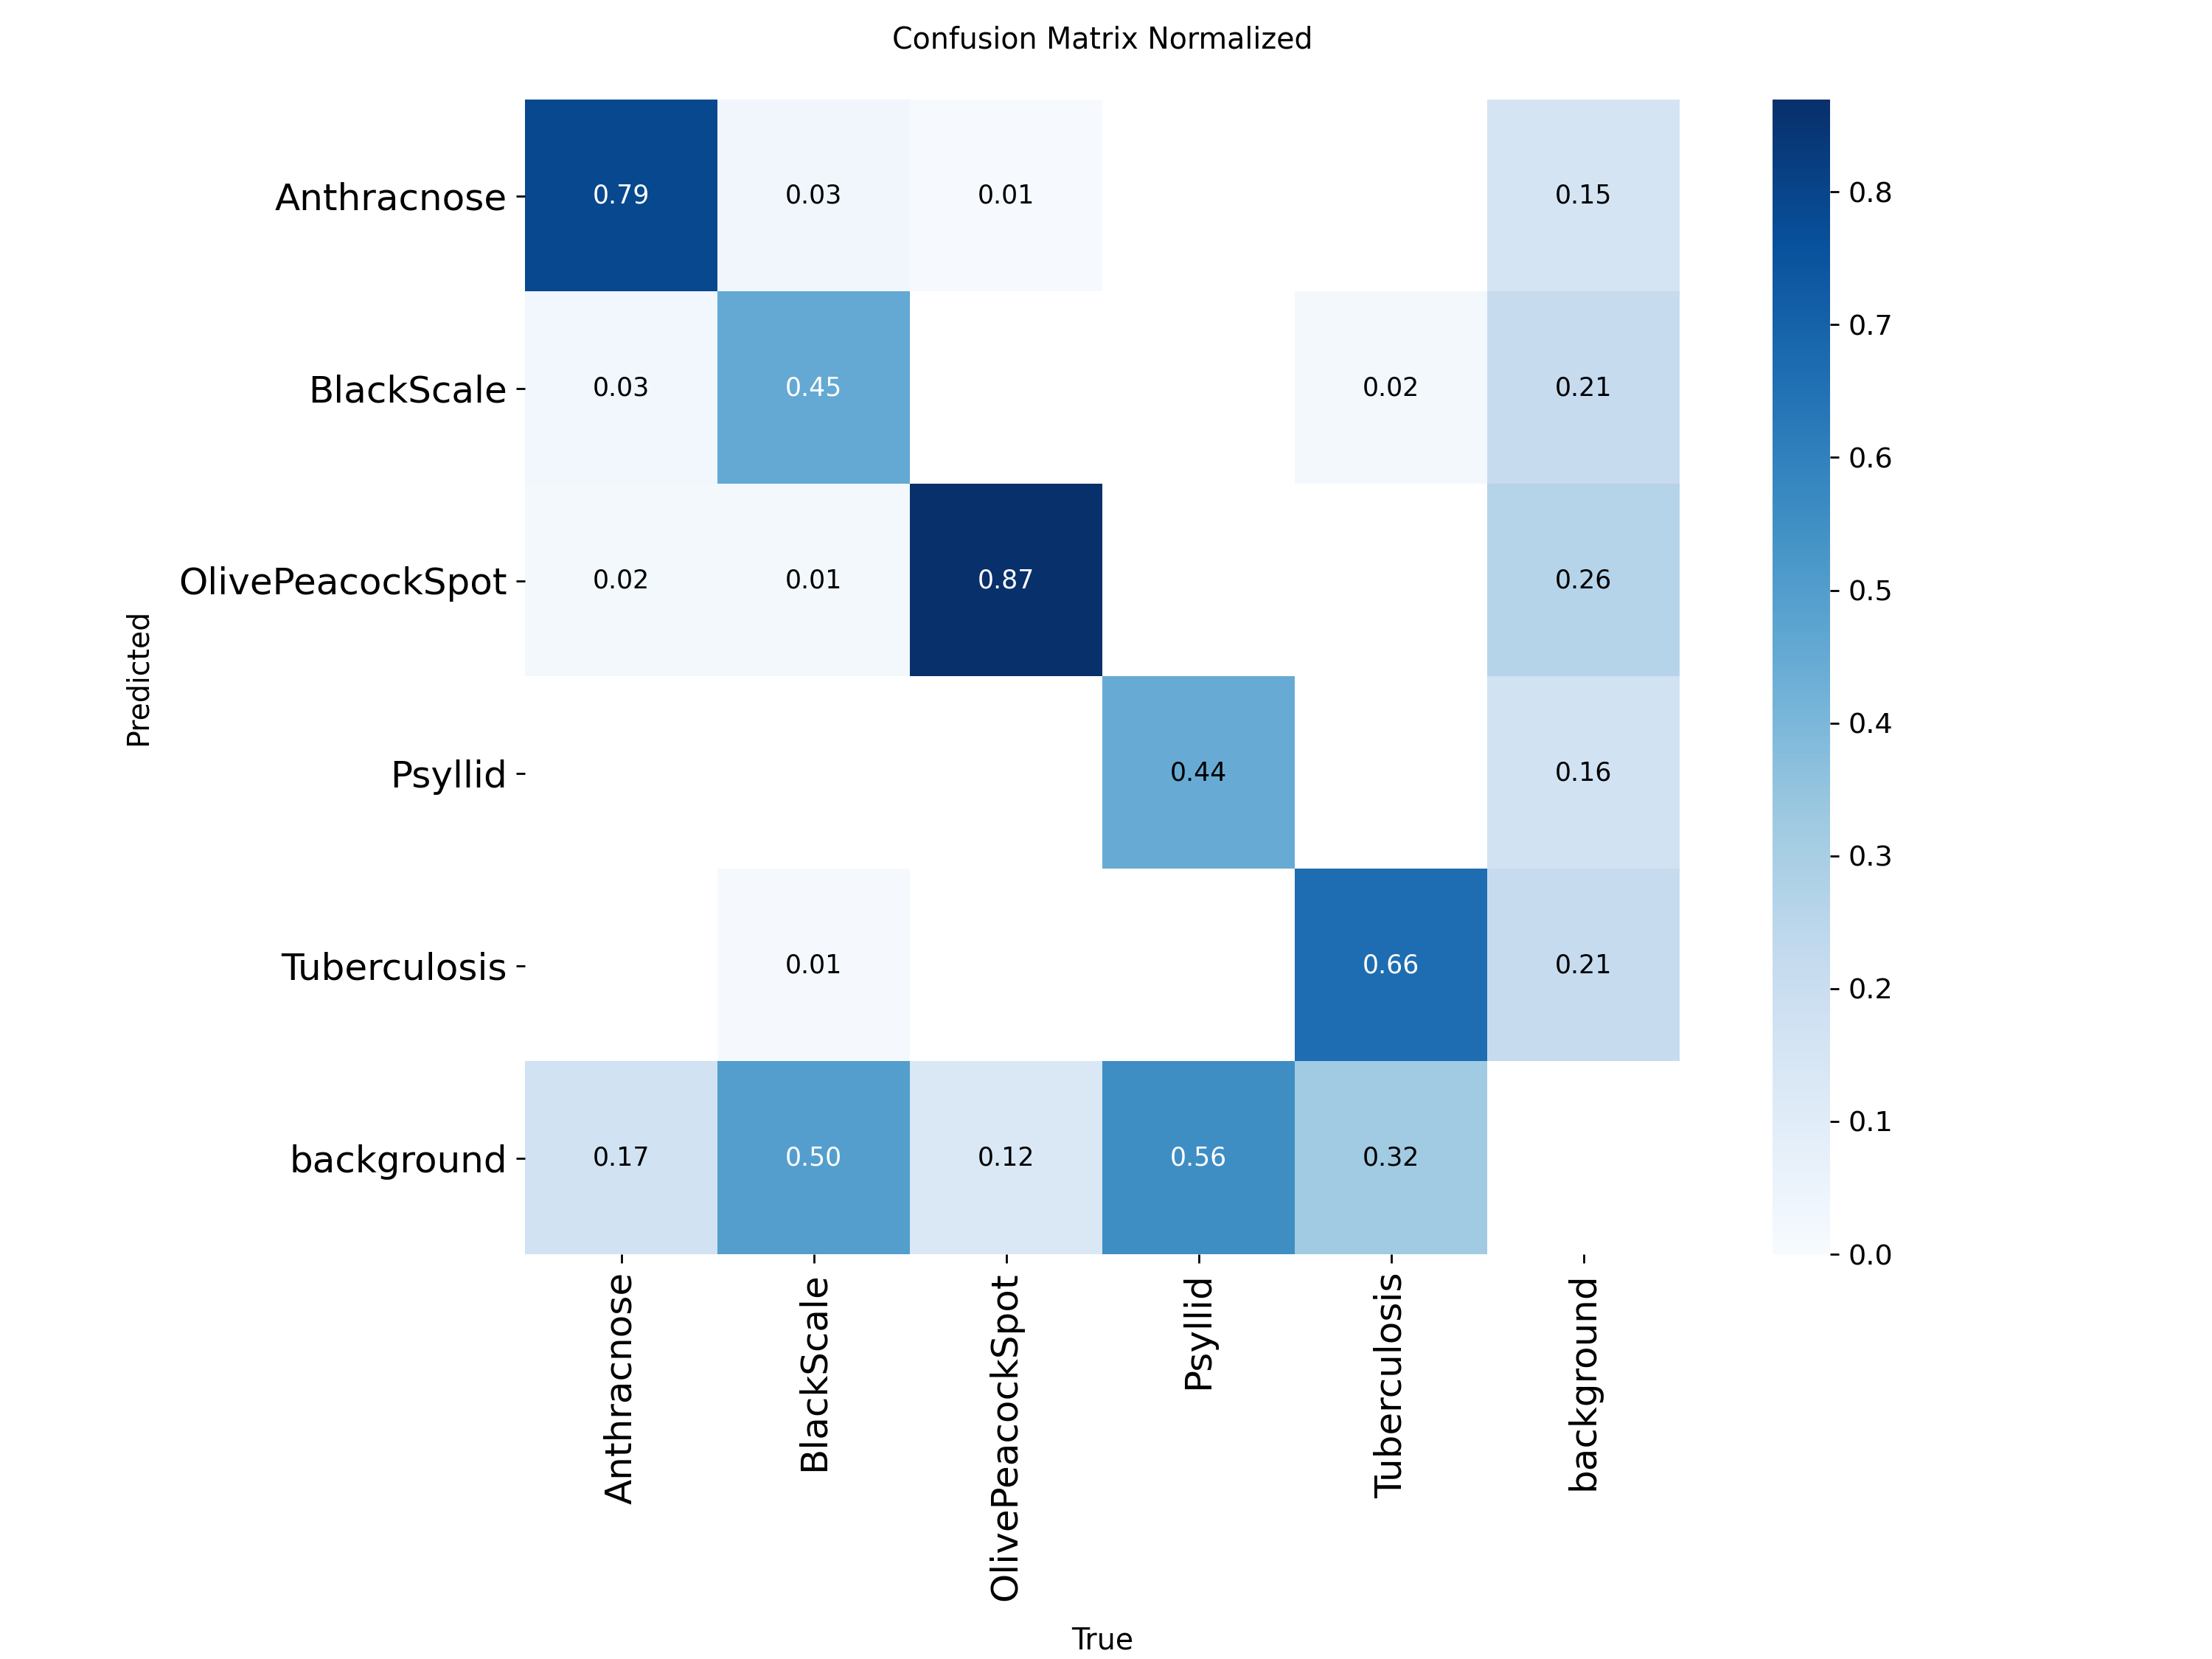 Confusion Matrix Normalized
Anthracnose
0.79 0.03 0.01 0.15
BlackScale
0.03 0.45 0.02 0.21
OlivePeacockSpot
0.02 0.01 0.87 0.26
Psyllid
0.44 0.16
Tuberculosis
0.01 0.66 0.21
background
0.17 0.50 0.12 0.56 0.32
Predicted
Anthracnose
BlackScale
OlivePeacockSpot
Psyllid
Tuberculosis
background
True
0.8
0.7
0.6
0.5
0.4
0.3
0.2
0.1
0.0